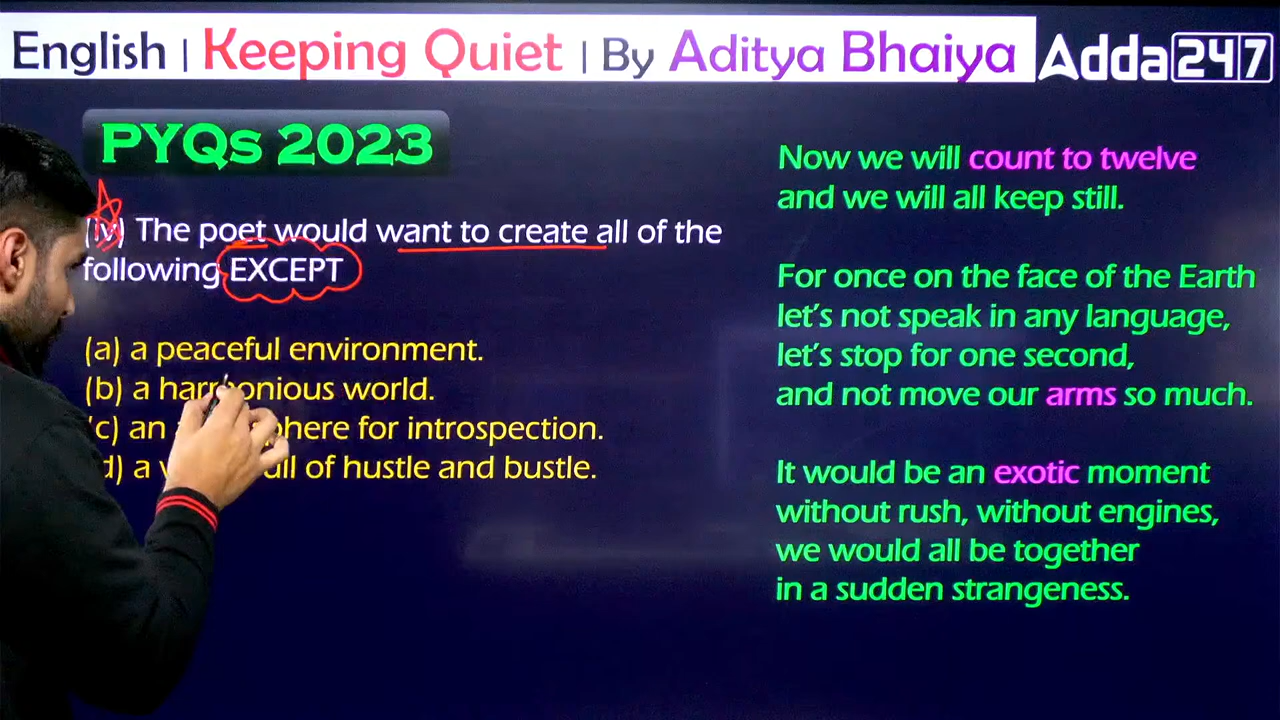 English | Keeping Quiet | By Aditya Bhaiya Adda247
PYQs 2023
(iv) The poet would want to create all of the
following EXCEPT
(a) a peaceful environment.
(b) a harmonious world.
(c) an phere for introspection.
d) a full of hustle and bustle.
Now we will count to twelve
and we will all keep still.
For once on the face of the Earth
let's not speak in any language,
let's stop for one second,
and not move our arms so much.
It would be an exotic moment
without rush, without engines,
we would all be together
in a sudden strangeness.